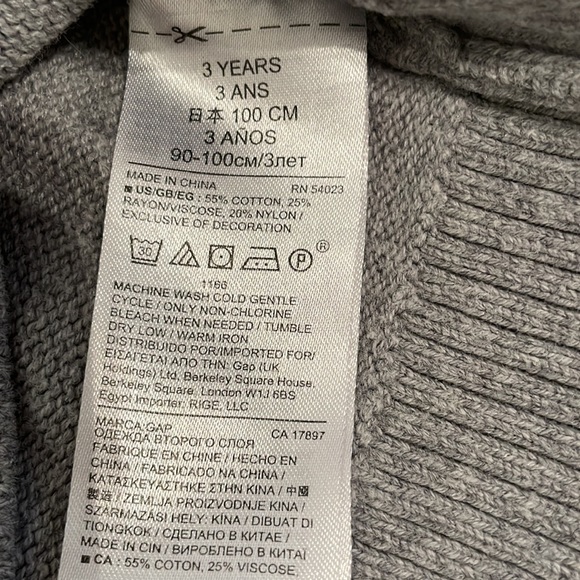 3 YEARS
3 ANS
日本 100 CM
3 AÑOS
90-100см/3лет
MADE IN CHINA RN 54023
US/GB/EG : 55% COTTON, 25%
RAYON/VISCOSE, 20% NYLON /
EXCLUSIVE OF DECORATION
30 P ®
1166
MACHINE WASH COLD GENTLE
CYCLE / ONLY NON-CHLORINE
BLEACH WHEN NEEDED / TUMBLE
DRY LOW / WARM IRON
DISTRIBUIDO POR/IMPORTED FOR/
ΕΙΣΑΓΕΤΑΙ ΑΠΟ ΤΗΝ: Gap (UK
Holdings) Ltd. Berkeley Square House,
Berkeley Square, London W1J 6BS
Egypt Importer. RIGE, LLC
MARCA:GAP CA 17897
ОДЕЖДА ВТОРОГО СЛОЯ
FABRIQUE EN CHINE / HECHO EN
CHINA / FABRICADO NA CHINA /
ΚΑΤΑΣΚΕΥΑΣΤΗΚΕ ΣΤΗΝ ΚΙΝΑ / 中國
製造 / ZEMLJA PROIZVODNJE KINA /
SZÁRMAZÁSI HELY: KÍNA / DIBUAT DI
TIONGKOK / СДЕЛАНО В КИТАЕ /
MADE IN CIN / ВИРОБЛЕНО В КИТАЇ
CA : 55% COTON, 25% VISCOSE,